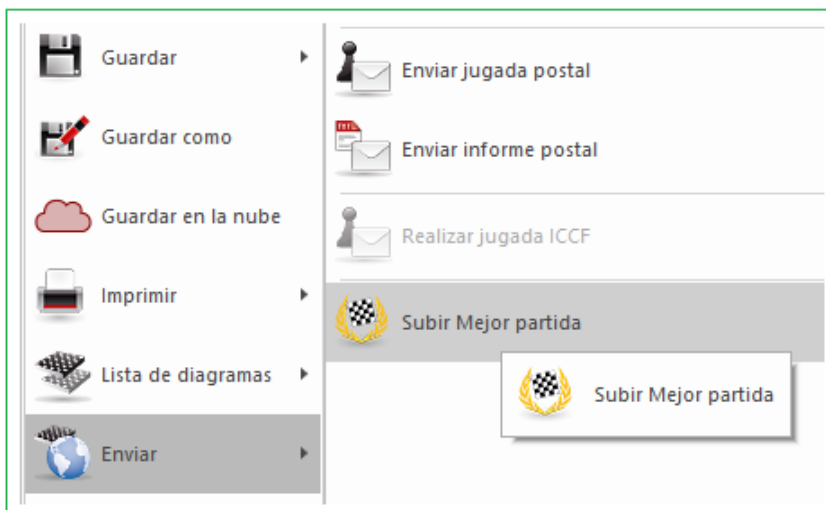 Guardar
Guardar como
Guardar en la nube
Imprimir
Lista de diagramas
Enviar
Enviar jugada postal
Enviar informe postal
Realizar jugada ICCF
Subir Mejor partida
Subir Mejor partida